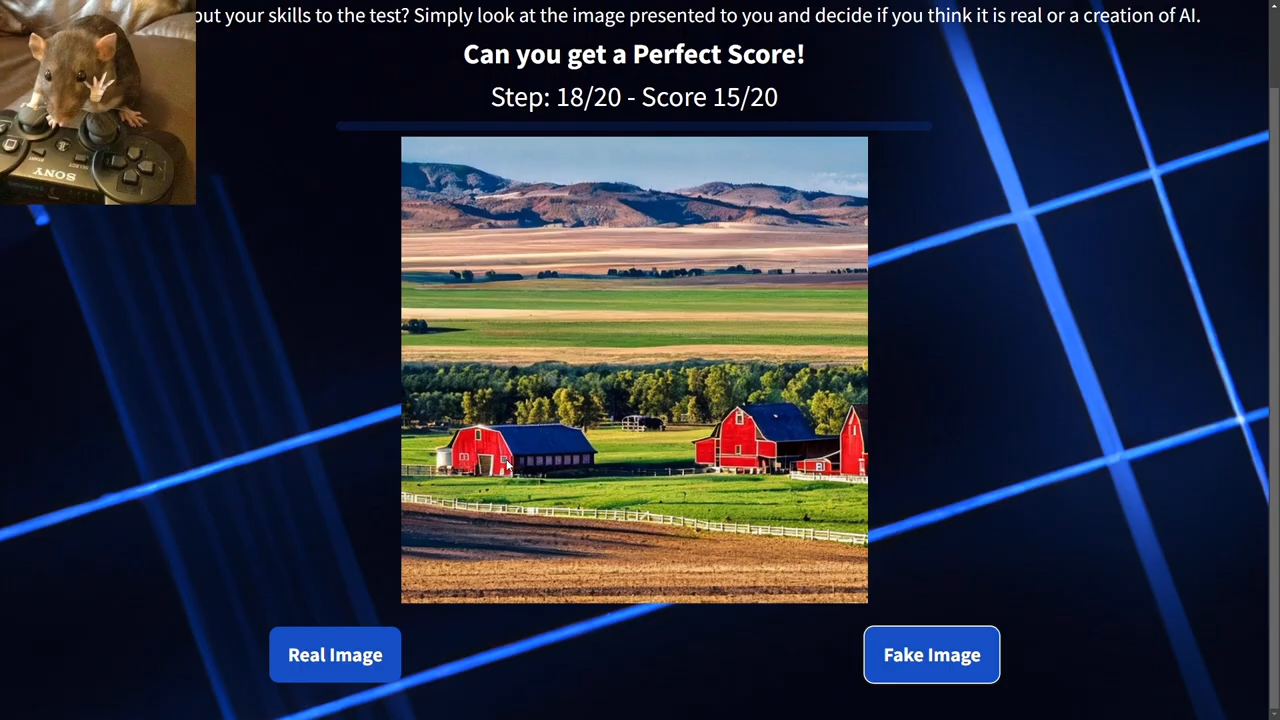 put your skills to the test? Simply look at the image presented to you and decide if you think it is real or a creation of AI.
Can you get a Perfect Score!
Step: 18/20 - Score 15/20
SONY
SELECT
START
Real Image
Fake Image